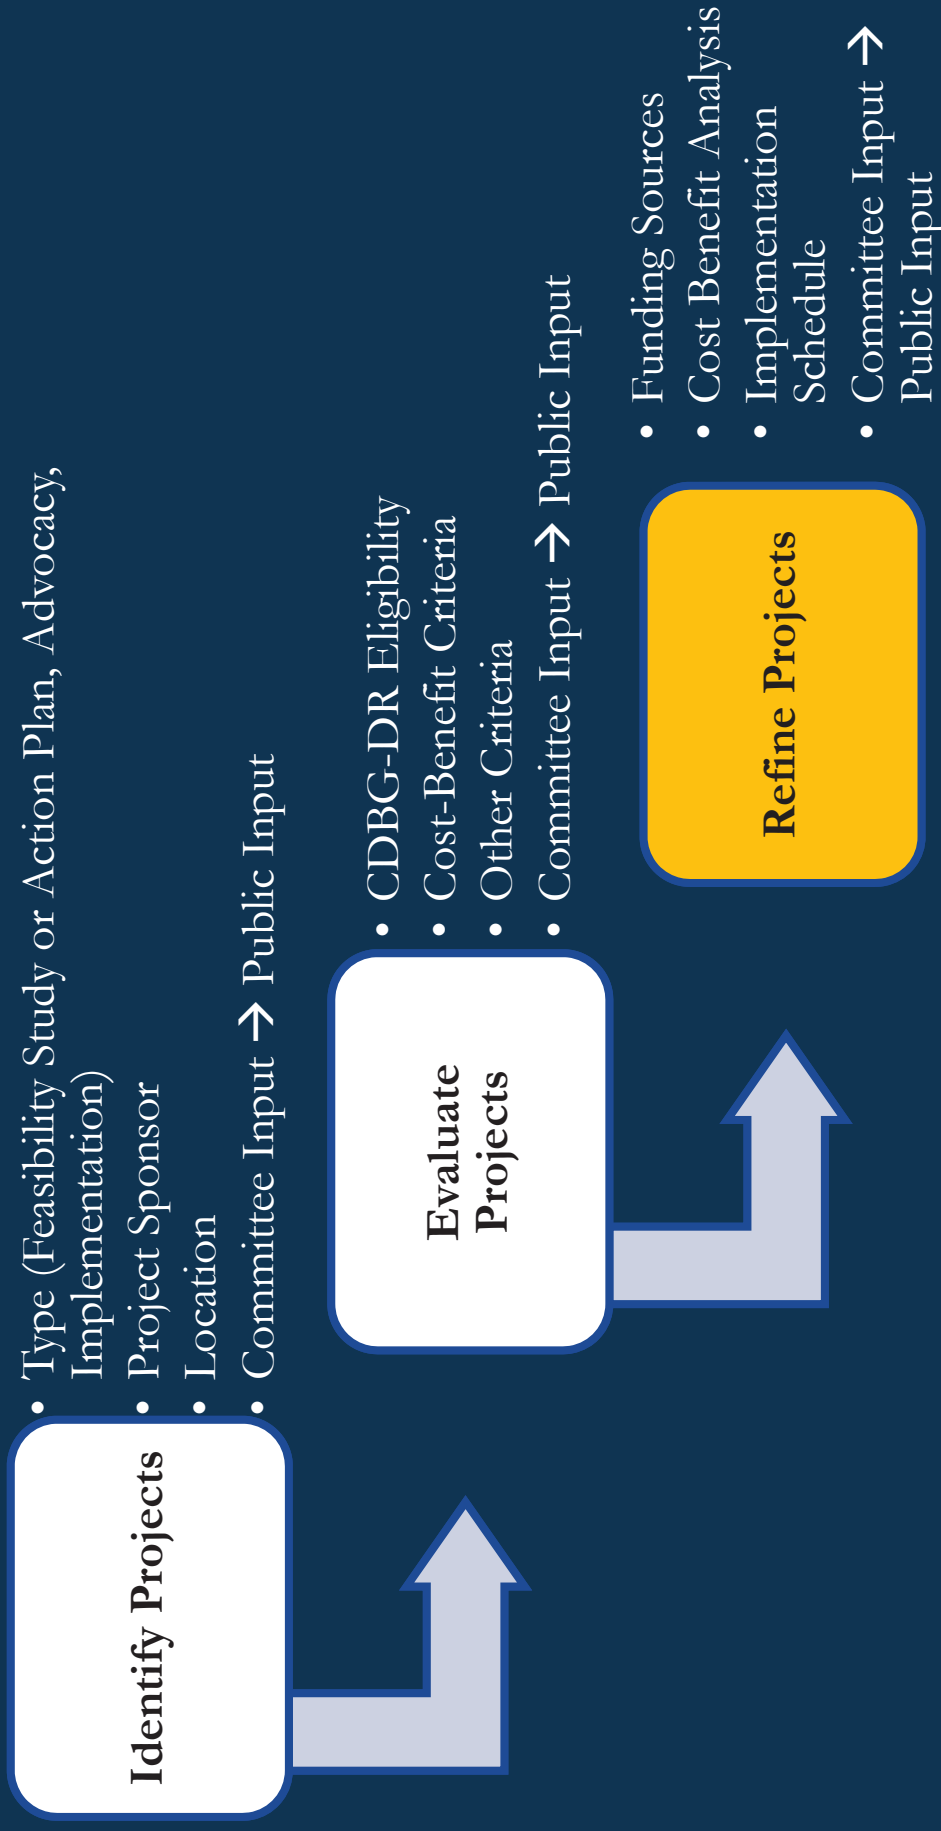 Identify Projects
• Type (Feasibility Study or Action Plan, Advocacy,
Implementation)
• Project Sponsor
• Location
• Committee Input → Public Input
Evaluate
Projects
• CDBG-DR Eligibility
• Cost-Benefit Criteria
• Other Criteria
• Committee Input → Public Input
Refine Projects
• Funding Sources
• Cost Benefit Analysis
• Implementation
Schedule
• Committee Input →
Public Input